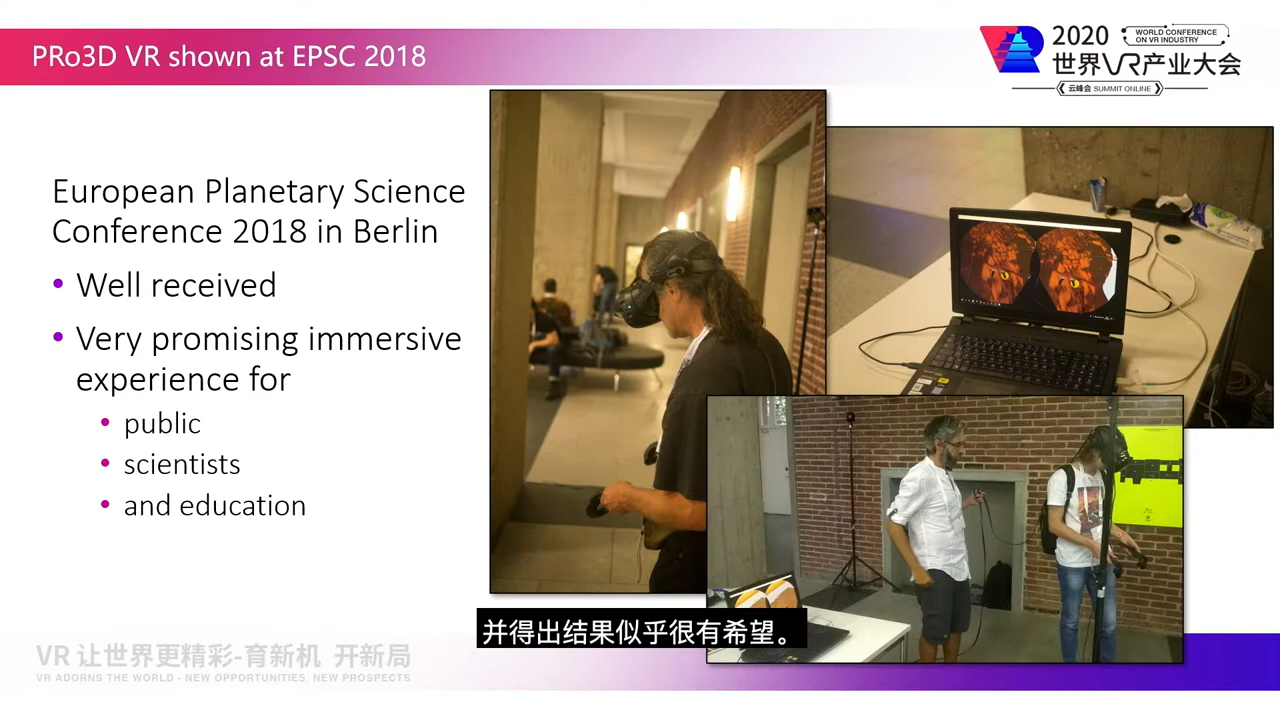 PRo3D VR shown at EPSC 2018
2020
WORLD CONFERENCE
ON VR INDUSTRY
世界VR产业大会
云峰会 SUMMIT ONLINE
European Planetary Science
Conference 2018 in Berlin
• Well received
• Very promising immersive
experience for
• public
• scientists
• and education
并得出结果似乎很有希望。
VR 让世界更精彩-育新机 开新局
VR ADORNS THE WORLD - NEW OPPORTUNITIES, NEW PROSPECTS